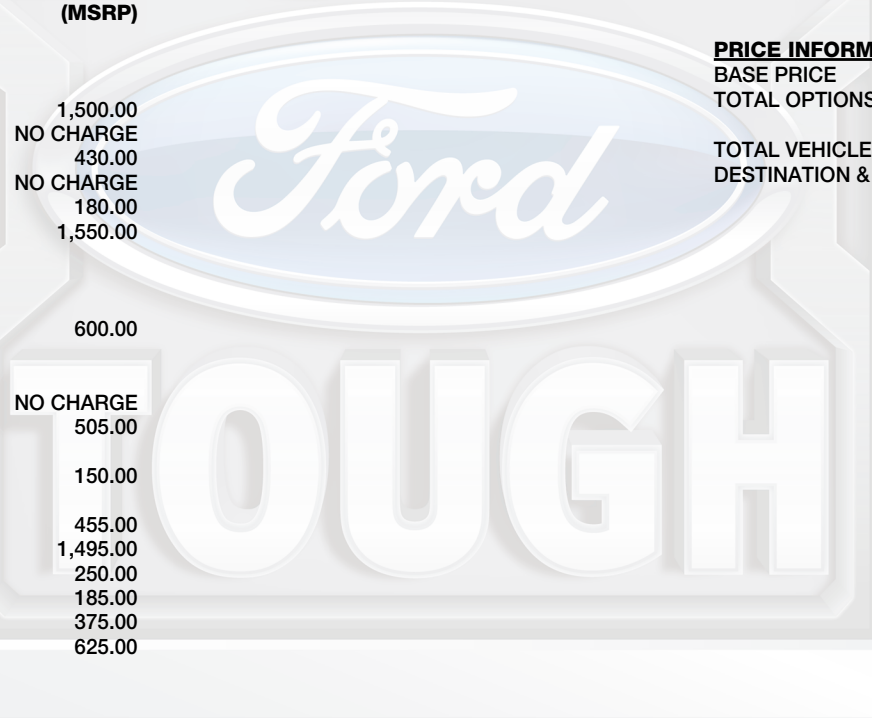 (MSRP)
1,500.00
NO CHARGE
430.00
NO CHARGE
180.00
1,550.00
600.00
NO CHARGE
505.00
150.00
455.00
1,495.00
250.00
185.00
375.00
625.00
PRICE INFORM
BASE PRICE
TOTAL OPTIONS
TOTAL VEHICLE
DESTINATION &
Ford
TOUGH